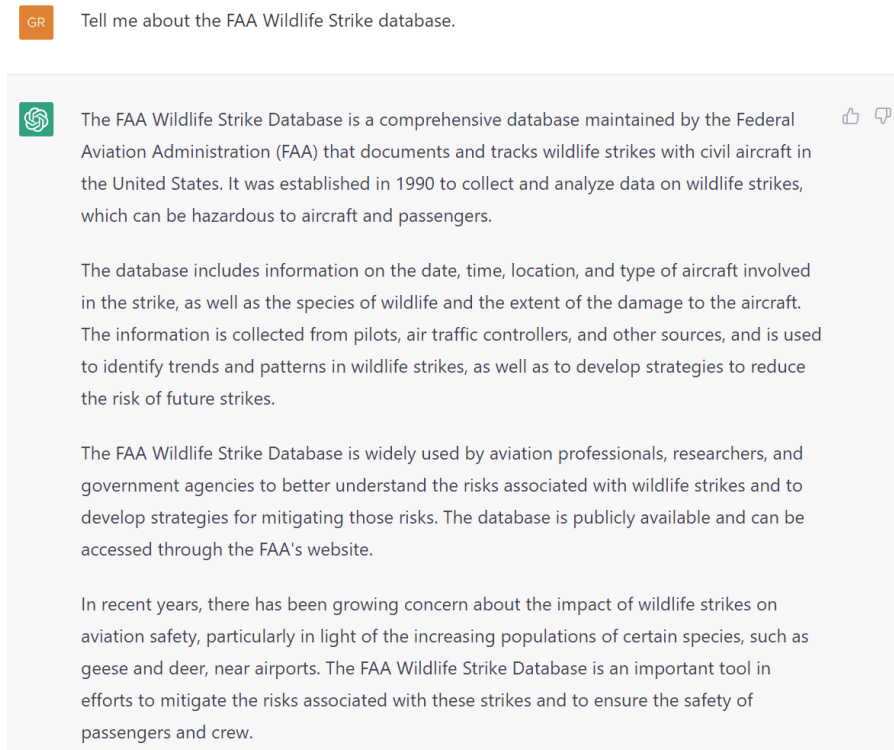 GR
Tell me about the FAA Wildlife Strike database.
The FAA Wildlife Strike Database is a comprehensive database maintained by the Federal
Aviation Administration (FAA) that documents and tracks wildlife strikes with civil aircraft in
the United States. It was established in 1990 to collect and analyze data on wildlife strikes,
which can be hazardous to aircraft and passengers.
The database includes information on the date, time, location, and type of aircraft involved
in the strike, as well as the species of wildlife and the extent of the damage to the aircraft.
The information is collected from pilots, air traffic controllers, and other sources, and is used
to identify trends and patterns in wildlife strikes, as well as to develop strategies to reduce
the risk of future strikes.
The FAA Wildlife Strike Database is widely used by aviation professionals, researchers, and
government agencies to better understand the risks associated with wildlife strikes and to
develop strategies for mitigating those risks. The database is publicly available and can be
accessed through the FAA's website.
In recent years, there has been growing concern about the impact of wildlife strikes on
aviation safety, particularly in light of the increasing populations of certain species, such as
geese and deer, near airports. The FAA Wildlife Strike Database is an important tool in
efforts to mitigate the risks associated with these strikes and to ensure the safety of
passengers and crew.